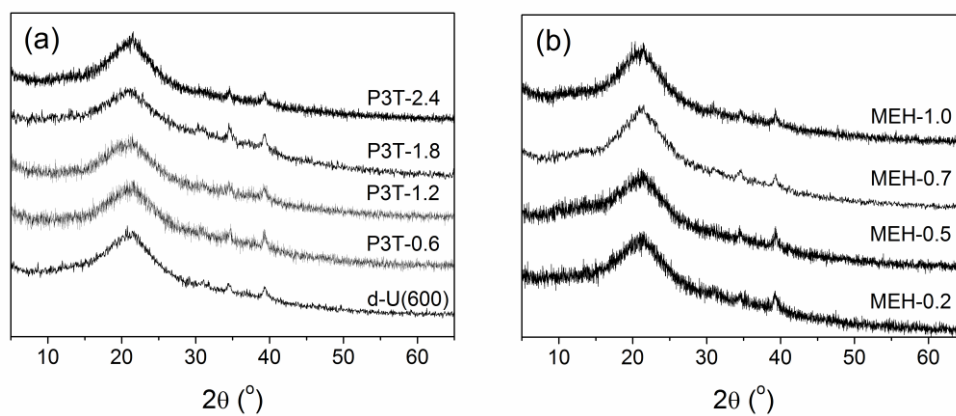 (a)
P3T-2.4
P3T-1.8
P3T-1.2
P3T-0.6
d-U(600)
10 20 30 40 50 60
2θ (°)
(b)
MEH-1.0
MEH-0.7
MEH-0.5
MEH-0.2
10 20 30 40 50 60
2θ (°)